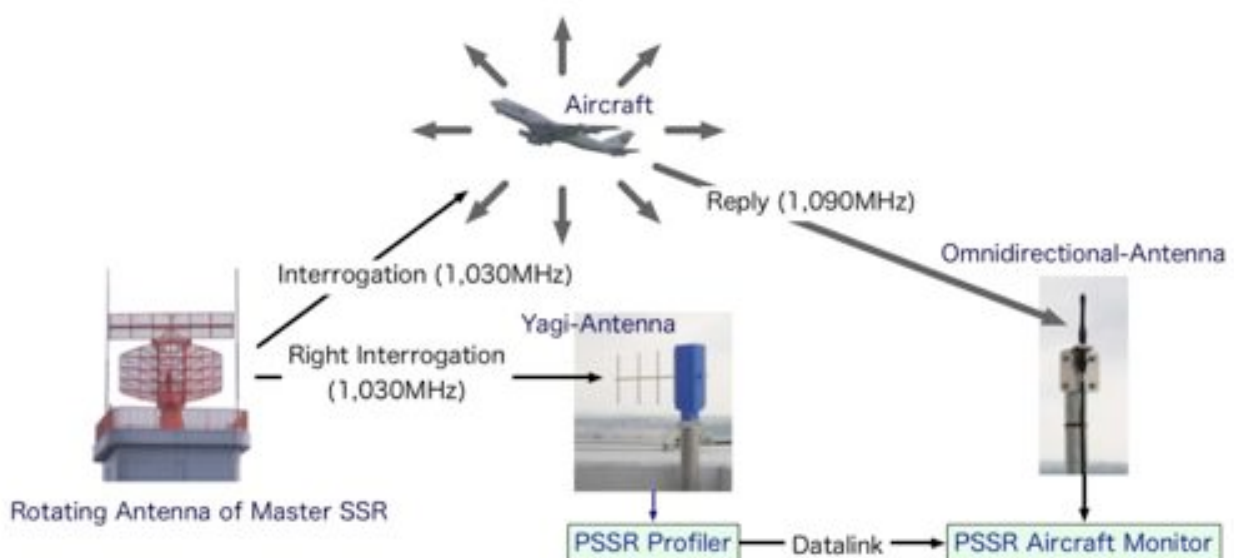 Aircraft
Reply (1,090MHz)
Omnidirectional-Antenna
Interrogation (1,030MHz)
Yagi-Antenna
Right Interrogation
(1,030MHz)
Rotating Antenna of Master SSR
PSSR Profiler
Datalink
PSSR Aircraft Monitor